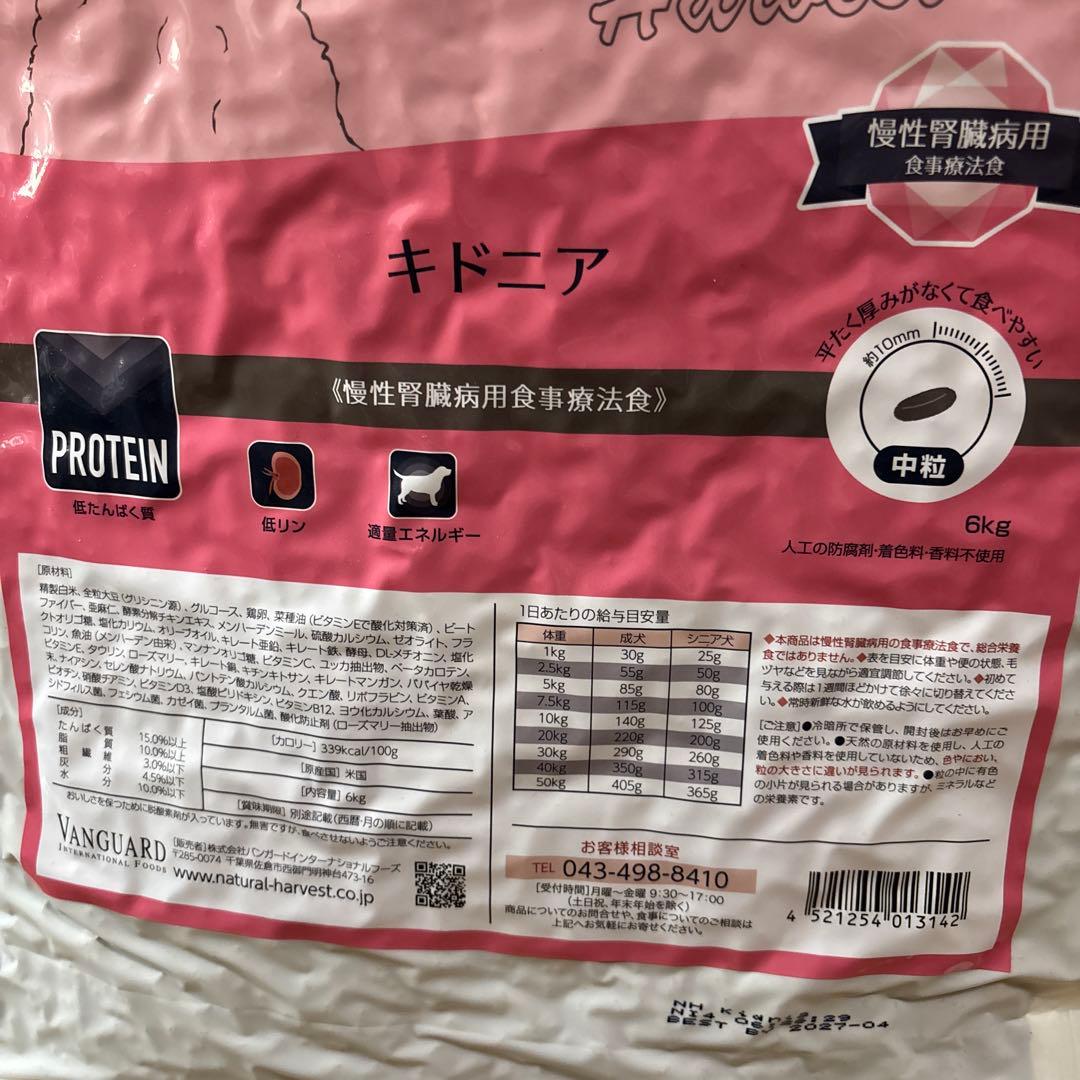 慢性腎臓病用
食事療法食
キドニア
平たく厚みがなくて食べやすい
約10mm
中粒
《慢性腎臓病用食事療法食》
PROTEIN
低たんぱく質
低リン
適量エネルギー
6kg
人工の防腐剤・着色料・香料不使用
[原材料]
精製白米、全粒大豆(グリシニン源)、グルコース、鶏卵、菜種油(ビタミンEで酸化対策済)、ビート
ファイバー、亜麻仁、酵素分解チキンエキス、メンハーデンミール、硫酸カルシウム、ゼオライト、フラ
クトオリゴ糖、塩化カリウム、オリーブオイル、キレート亜鉛、キレート鉄、酵母、DL-メチオニン、塩化
コリン、魚油(メンハーデン由来)、マンナンオリゴ糖、ビタミンC、ユッカ抽出物、ベータカロテン、
ビタミンE、タウリン、ローズマリー、キレート銅、キチンキトサン、キレートマンガン、パパイヤ乾燥
末、ナイアシン、セレン酸ナトリウム、パントテン酸カルシウム、クエン酸、リボフラビン、ビタミンA、
ビオチン、硝酸チアミン、ビタミンD3、塩酸ピリドキシン、ビタミンB12、ヨウ化カルシウム、葉酸、ア
シドフィルス菌、フェシウム菌、カゼイ菌、プランタルム菌、酸化防止剤(ローズマリー抽出物)
[成分]
たんぱく質 15.0%以上
脂質 10.0%以上
粗繊維 3.0%以下
灰分 4.5%以下
水分 10.0%以下
[カロリー] 339kcal/100g
[原産国] 米国
[内容量] 6kg
[賞味期限] 別途記載(西暦・月の順に記載)
おいしさを保つために脱酸素剤が入っています。無害ですが、食べさせないようご注意ください。
VANGUARD
INTERNATIONAL FOODS
[販売者]株式会社バンガードインターナショナルフーズ
〒285-0074 千葉県佐倉市西御門明神台473-16
www.natural-harvest.co.jp
1日あたりの給与目安量
体重 成犬 シニア犬
1kg 30g 25g
2.5kg 55g 50g
5kg 85g 80g
7.5kg 115g 100g
10kg 140g 125g
20kg 220g 200g
30kg 290g 260g
40kg 350g 315g
50kg 405g 365g
◆本商品は慢性腎臓病用の食事療法食で、総合栄養
食ではありません。◆表を目安に体重や便の状態、毛
ヅヤなどを見ながら適宜調節してください。◆初めて
与える際は1週間ほどかけて徐々に切り替えてくださ
い。◆常時新鮮な水が飲めるようにしてください。
[ご注意]●冷暗所で保管し、開封後はお早めにご
使用ください。●天然の原材料を使用し、人工の
着色料や香料を使用していないため、色やにおい、
粒の大きさに違いが見られます。●粒の中に有色
の小片が見られる場合がありますが、ミネラルなど
の栄養素です。
お客様相談室
TEL 043-498-8410
[受付時間]月曜～金曜 9:30～17:00
(土日祝、年末年始を除く)
商品についてのお問合せや、食事についてのご相談は
上記へお気軽にお寄せください。
4 521254 013142
BEST BY 2027-04